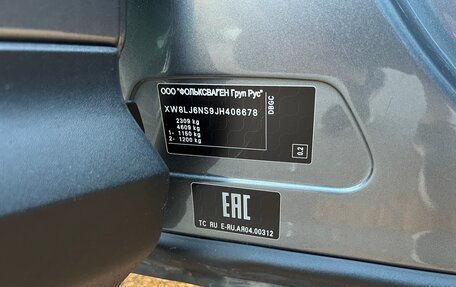 ООО "ФОЛЬКСВАГЕН Груп Рус"
XW8LJ6NS9JH406678
2309 kg
4609 kg
1- 1150 kg
2- 1200 kg
DBGC
0.2
EAC
TC RU E-RU.АЯ04.00312